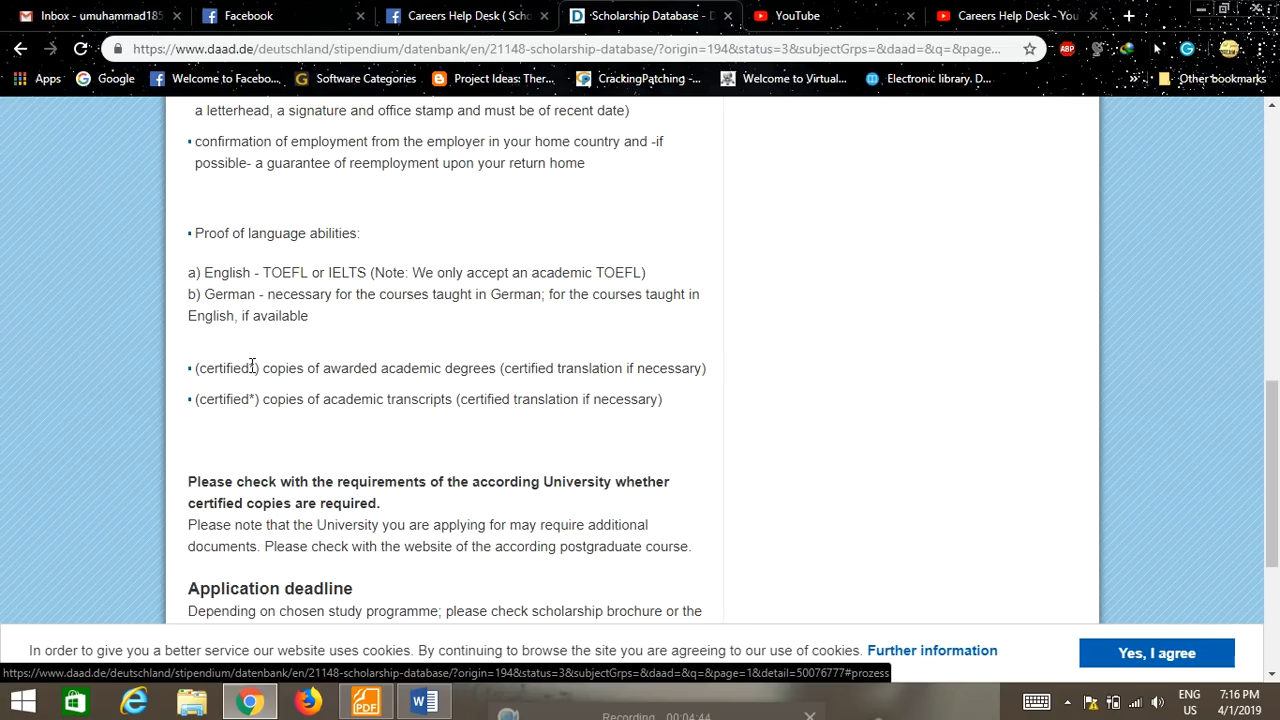 Inbox - umuhammad185
Facebook
Careers Help Desk ( Scho
Scholarship Database - D
YouTube
Careers Help Desk - You
https://www.daad.de/deutschland/stipendium/datenbank/en/21148-scholarship-database/?origin=194&status=3&subjectGrps=&daad=&q=&page...
ABP
Apps
Google
Welcome to Facebo...
Software Categories
Project Ideas: Ther...
CrackingPatching -...
Welcome to Virtual...
Electronic library. D...
Other bookmarks
a letterhead, a signature and office stamp and must be of recent date)
▪ confirmation of employment from the employer in your home country and -if
possible- a guarantee of reemployment upon your return home
▪ Proof of language abilities:
a) English - TOEFL or IELTS (Note: We only accept an academic TOEFL)
b) German - necessary for the courses taught in German; for the courses taught in
English, if available
▪ (certified*) copies of awarded academic degrees (certified translation if necessary)
▪ (certified*) copies of academic transcripts (certified translation if necessary)
Please check with the requirements of the according University whether
certified copies are required.
Please note that the University you are applying for may require additional
documents. Please check with the website of the according postgraduate course.
Application deadline
Depending on chosen study programme; please check scholarship brochure or the
In order to give you a better service our website uses cookies. By continuing to browse the site you are agreeing to our use of cookies. Further information
Yes, I agree
https://www.daad.de/deutschland/stipendium/datenbank/en/21148-scholarship-database/?origin=194&status=3&subjectGrps=&daad=&q=&page=1&detail=50076777#prozess
PDF
Recording 00:04:44
ENG
US
7:16 PM
4/1/2019